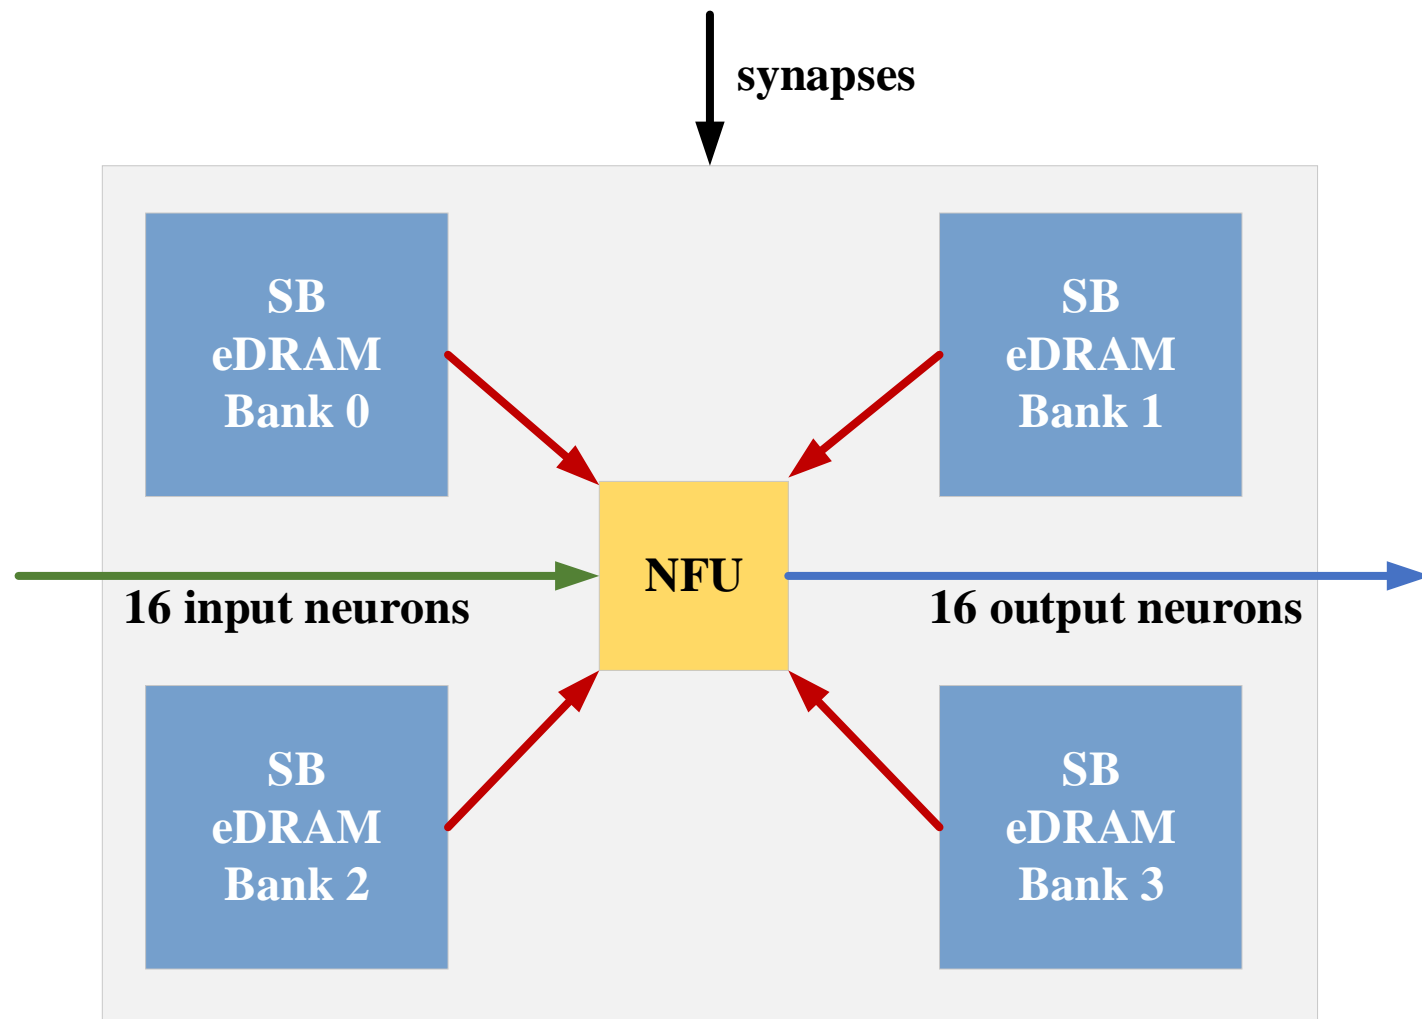 synapses
SB
eDRAM
Bank 0
SB
eDRAM
Bank 1
NFU
16 input neurons
16 output neurons
SB
eDRAM
Bank 2
SB
eDRAM
Bank 3